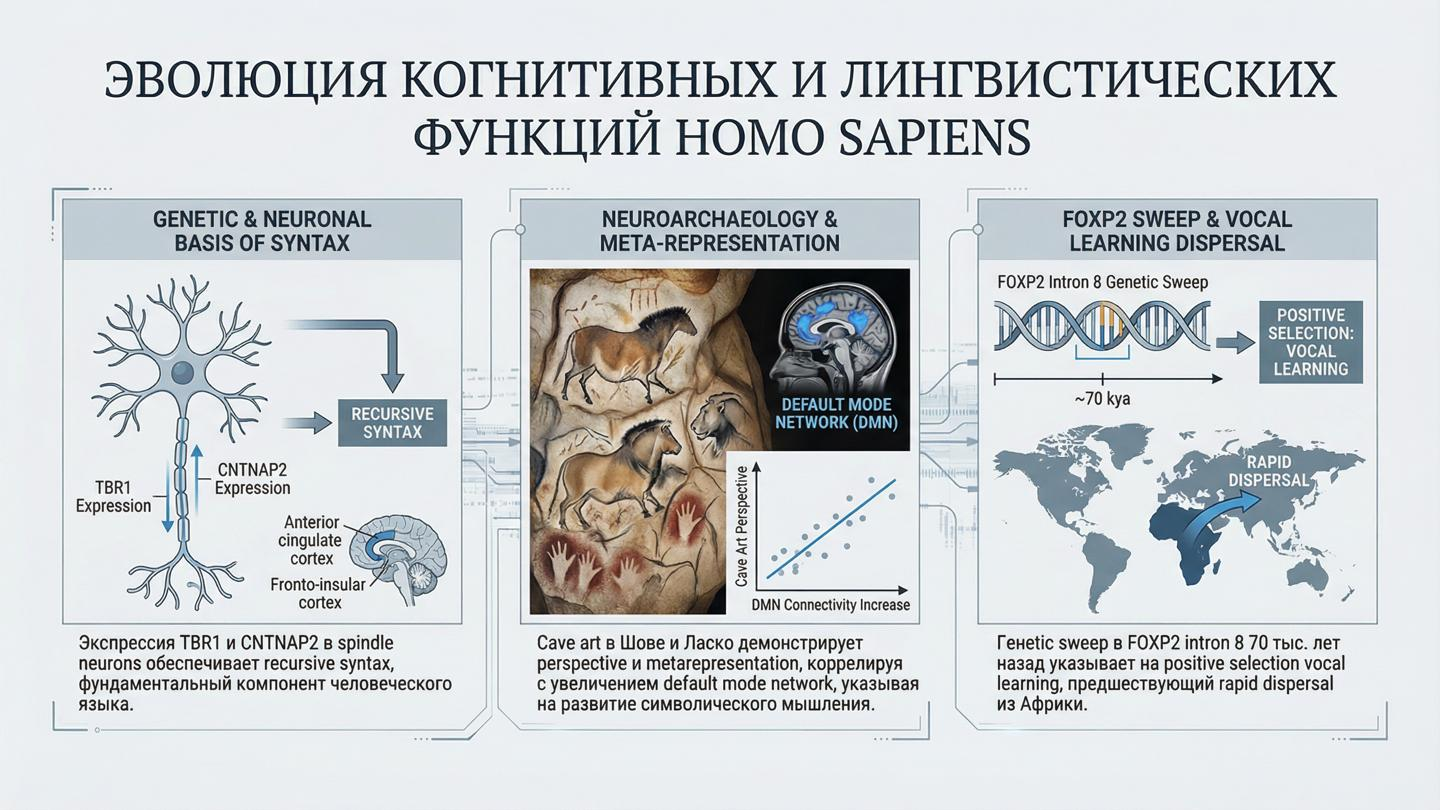 ЭВОЛЮЦИЯ КОГНИТИВНЫХ И ЛИНГВИСТИЧЕСКИХ
ФУНКЦИЙ HOMO SAPIENS
GENETIC & NEURONAL
BASIS OF SYNTAX
RECURSIVE
SYNTAX
CNTNAP2
Expression
TBR1
Expression
Anterior
cingulate
cortex
Fronto-insular
cortex
Экспрессия TBR1 и CNTNAP2 в spindle
neurons обеспечивает recursive syntax,
фундаментальный компонент человеческого
языка.
NEUROARCHAEOLOGY &
META-REPRESENTATION
DEFAULT MODE
NETWORK (DMN)
Cave Art Perspective
DMN Connectivity Increase
Cave art в Шове и Ласко демонстрирует
perspective и metarepresentation, коррелируя
с увеличением default mode network, указывая
на развитие символического мышления.
FOXP2 SWEEP & VOCAL
LEARNING DISPERSAL
FOXP2 Intron 8 Genetic Sweep
POSITIVE
SELECTION:
VOCAL
LEARNING
~70 kya
RAPID
DISPERSAL
Генetic sweep в FOXP2 intron 8 70 тыс. лет
назад указывает на positive selection vocal
learning, предшествующий rapid dispersal
из Африки.